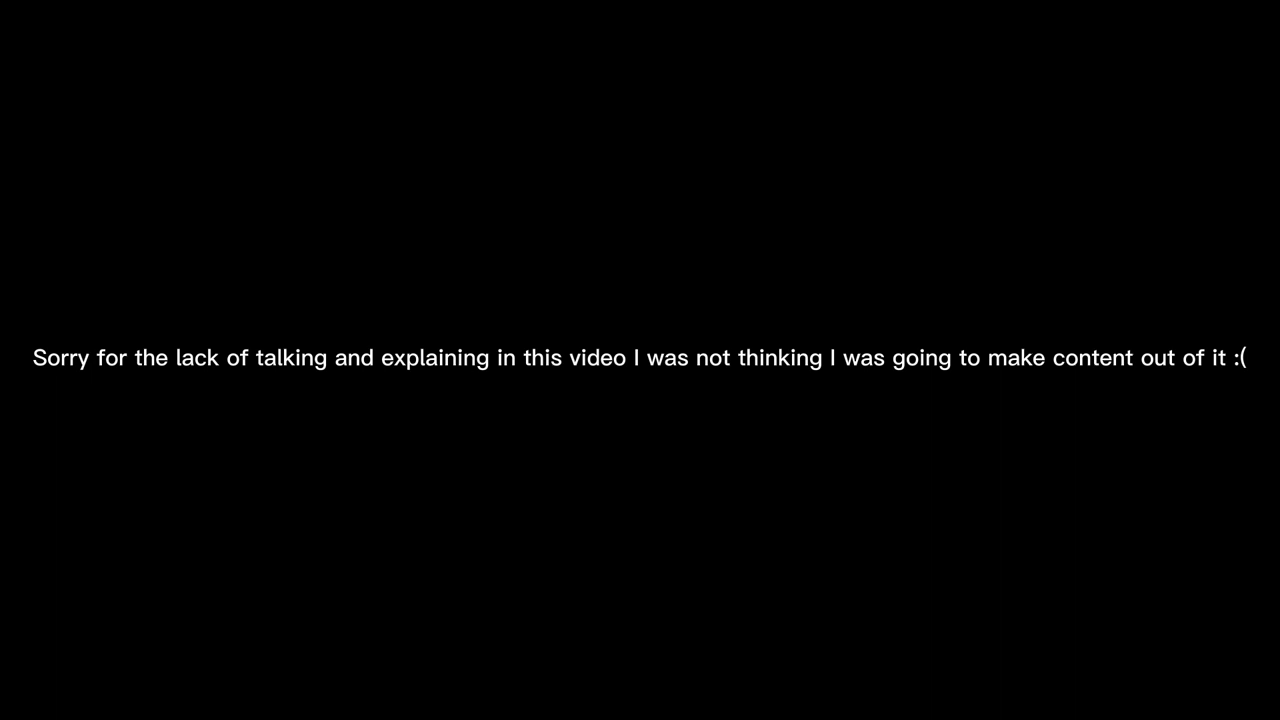 Sorry for the lack of talking and explaining in this video I was not thinking I was going to make content out of it :(